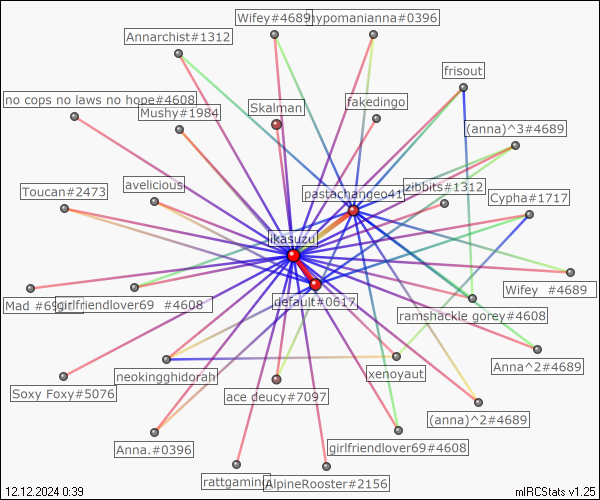 Wifey#4689
hypomanianna#0396
Annarchist#1312
frisout
no cops no laws no hope#4608
Skalman
fakedingo
Mushy#1984
(anna)^3#4689
Toucan#2473
avelicious
pastachangeo41
zibbits#1312
Cypha#1717
ikasuzu
Mad #69
girlfriendlover69 #4608
default#0617
Wifey #4689
ramshackle gorey#4608
Anna^2#4689
neokingghidorah
xenoyaut
Soxy Foxy#5076
ace deucy#7097
(anna)^2#4689
Anna.#0396
girlfriendlover69#4608
rattgaming
AlpineRooster#2156
12.12.2024 0:39
mIRCStats v1.25